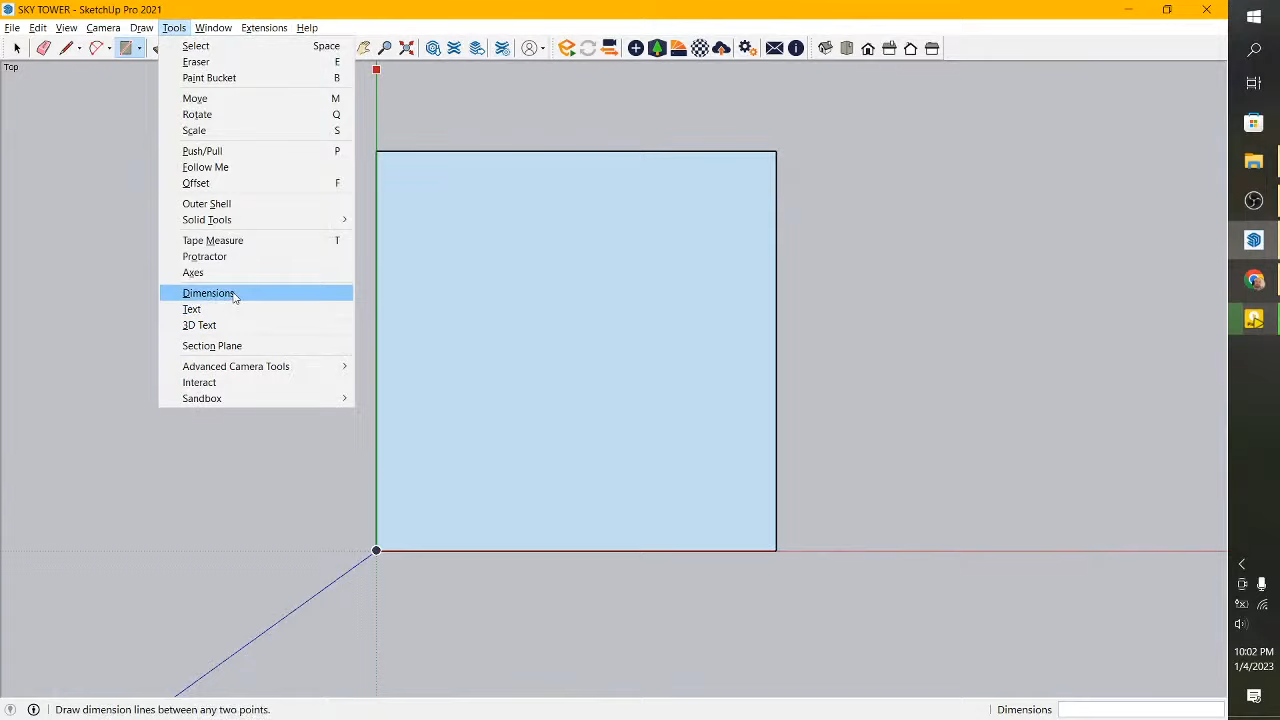 SKY TOWER - SketchUp Pro 2021
File Edit View Camera Draw Tools Window Extensions Help
Top
Select Space
Eraser E
Paint Bucket B
Move M
Rotate Q
Scale S
Push/Pull P
Follow Me
Offset F
Outer Shell
Solid Tools
Tape Measure T
Protractor
Axes
Dimensions
Text
3D Text
Section Plane
Advanced Camera Tools
Interact
Sandbox
Draw dimension lines between any two points.
Dimensions
10:02 PM
1/4/2023